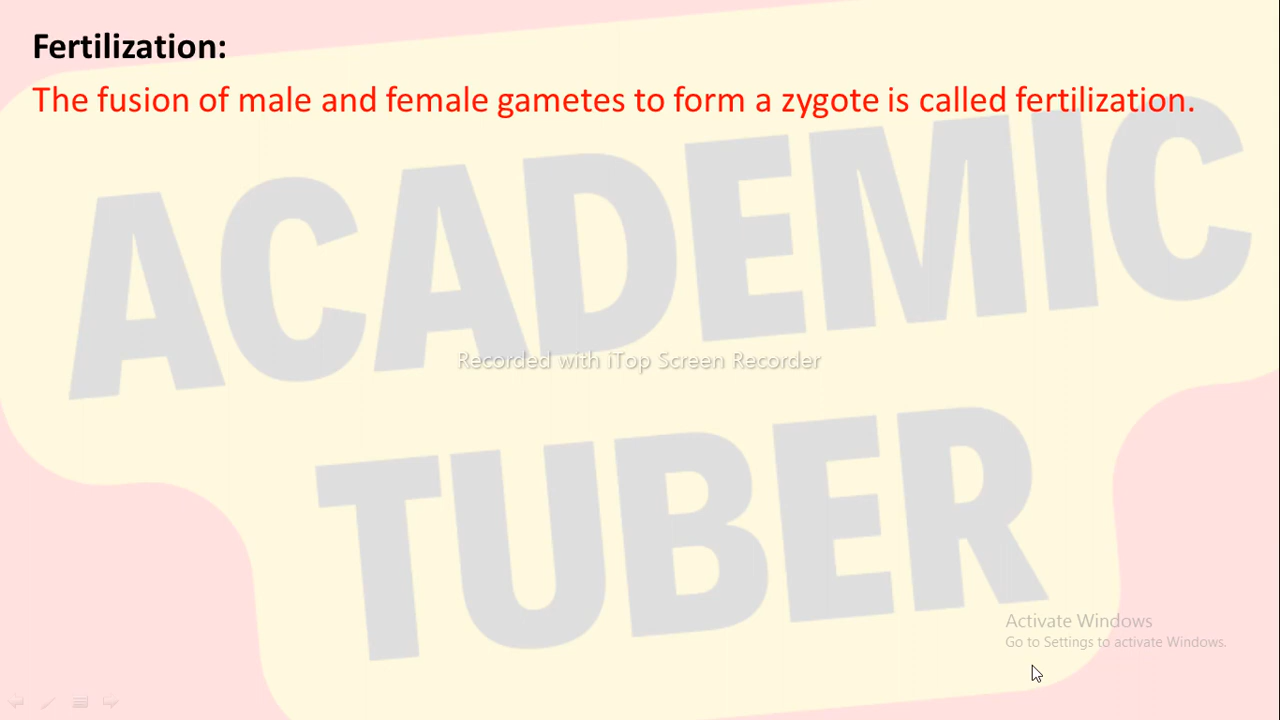 Fertilization:
The fusion of male and female gametes to form a zygote is called fertilization.
ACADEMIC
TUBER
Recorded with iTop Screen Recorder
Activate Windows
Go to Settings to activate Windows.